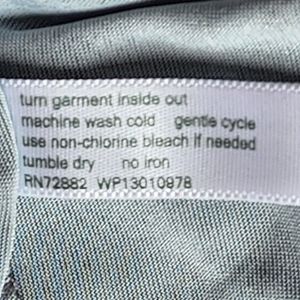 turn garment inside out
machine wash cold gentle cycle
use non-chlorine bleach if needed
tumble dry no iron
RN72882 WP13010978